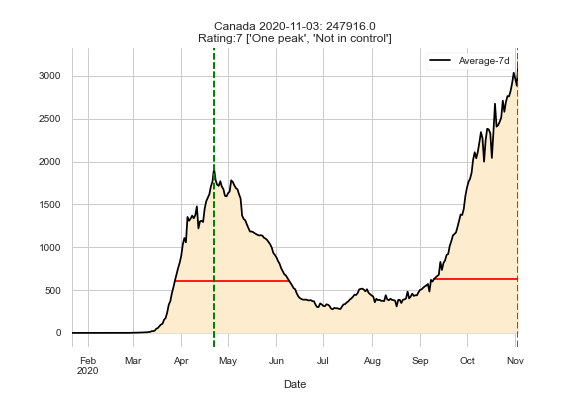 Canada 2020-11-03: 247916.0
Rating:7 ['One peak', 'Not in control']
Average-7d
3000
2500
2000
1500
1000
500
0
Feb Mar Apr May Jun Jul Aug Sep Oct Nov
2020
Date